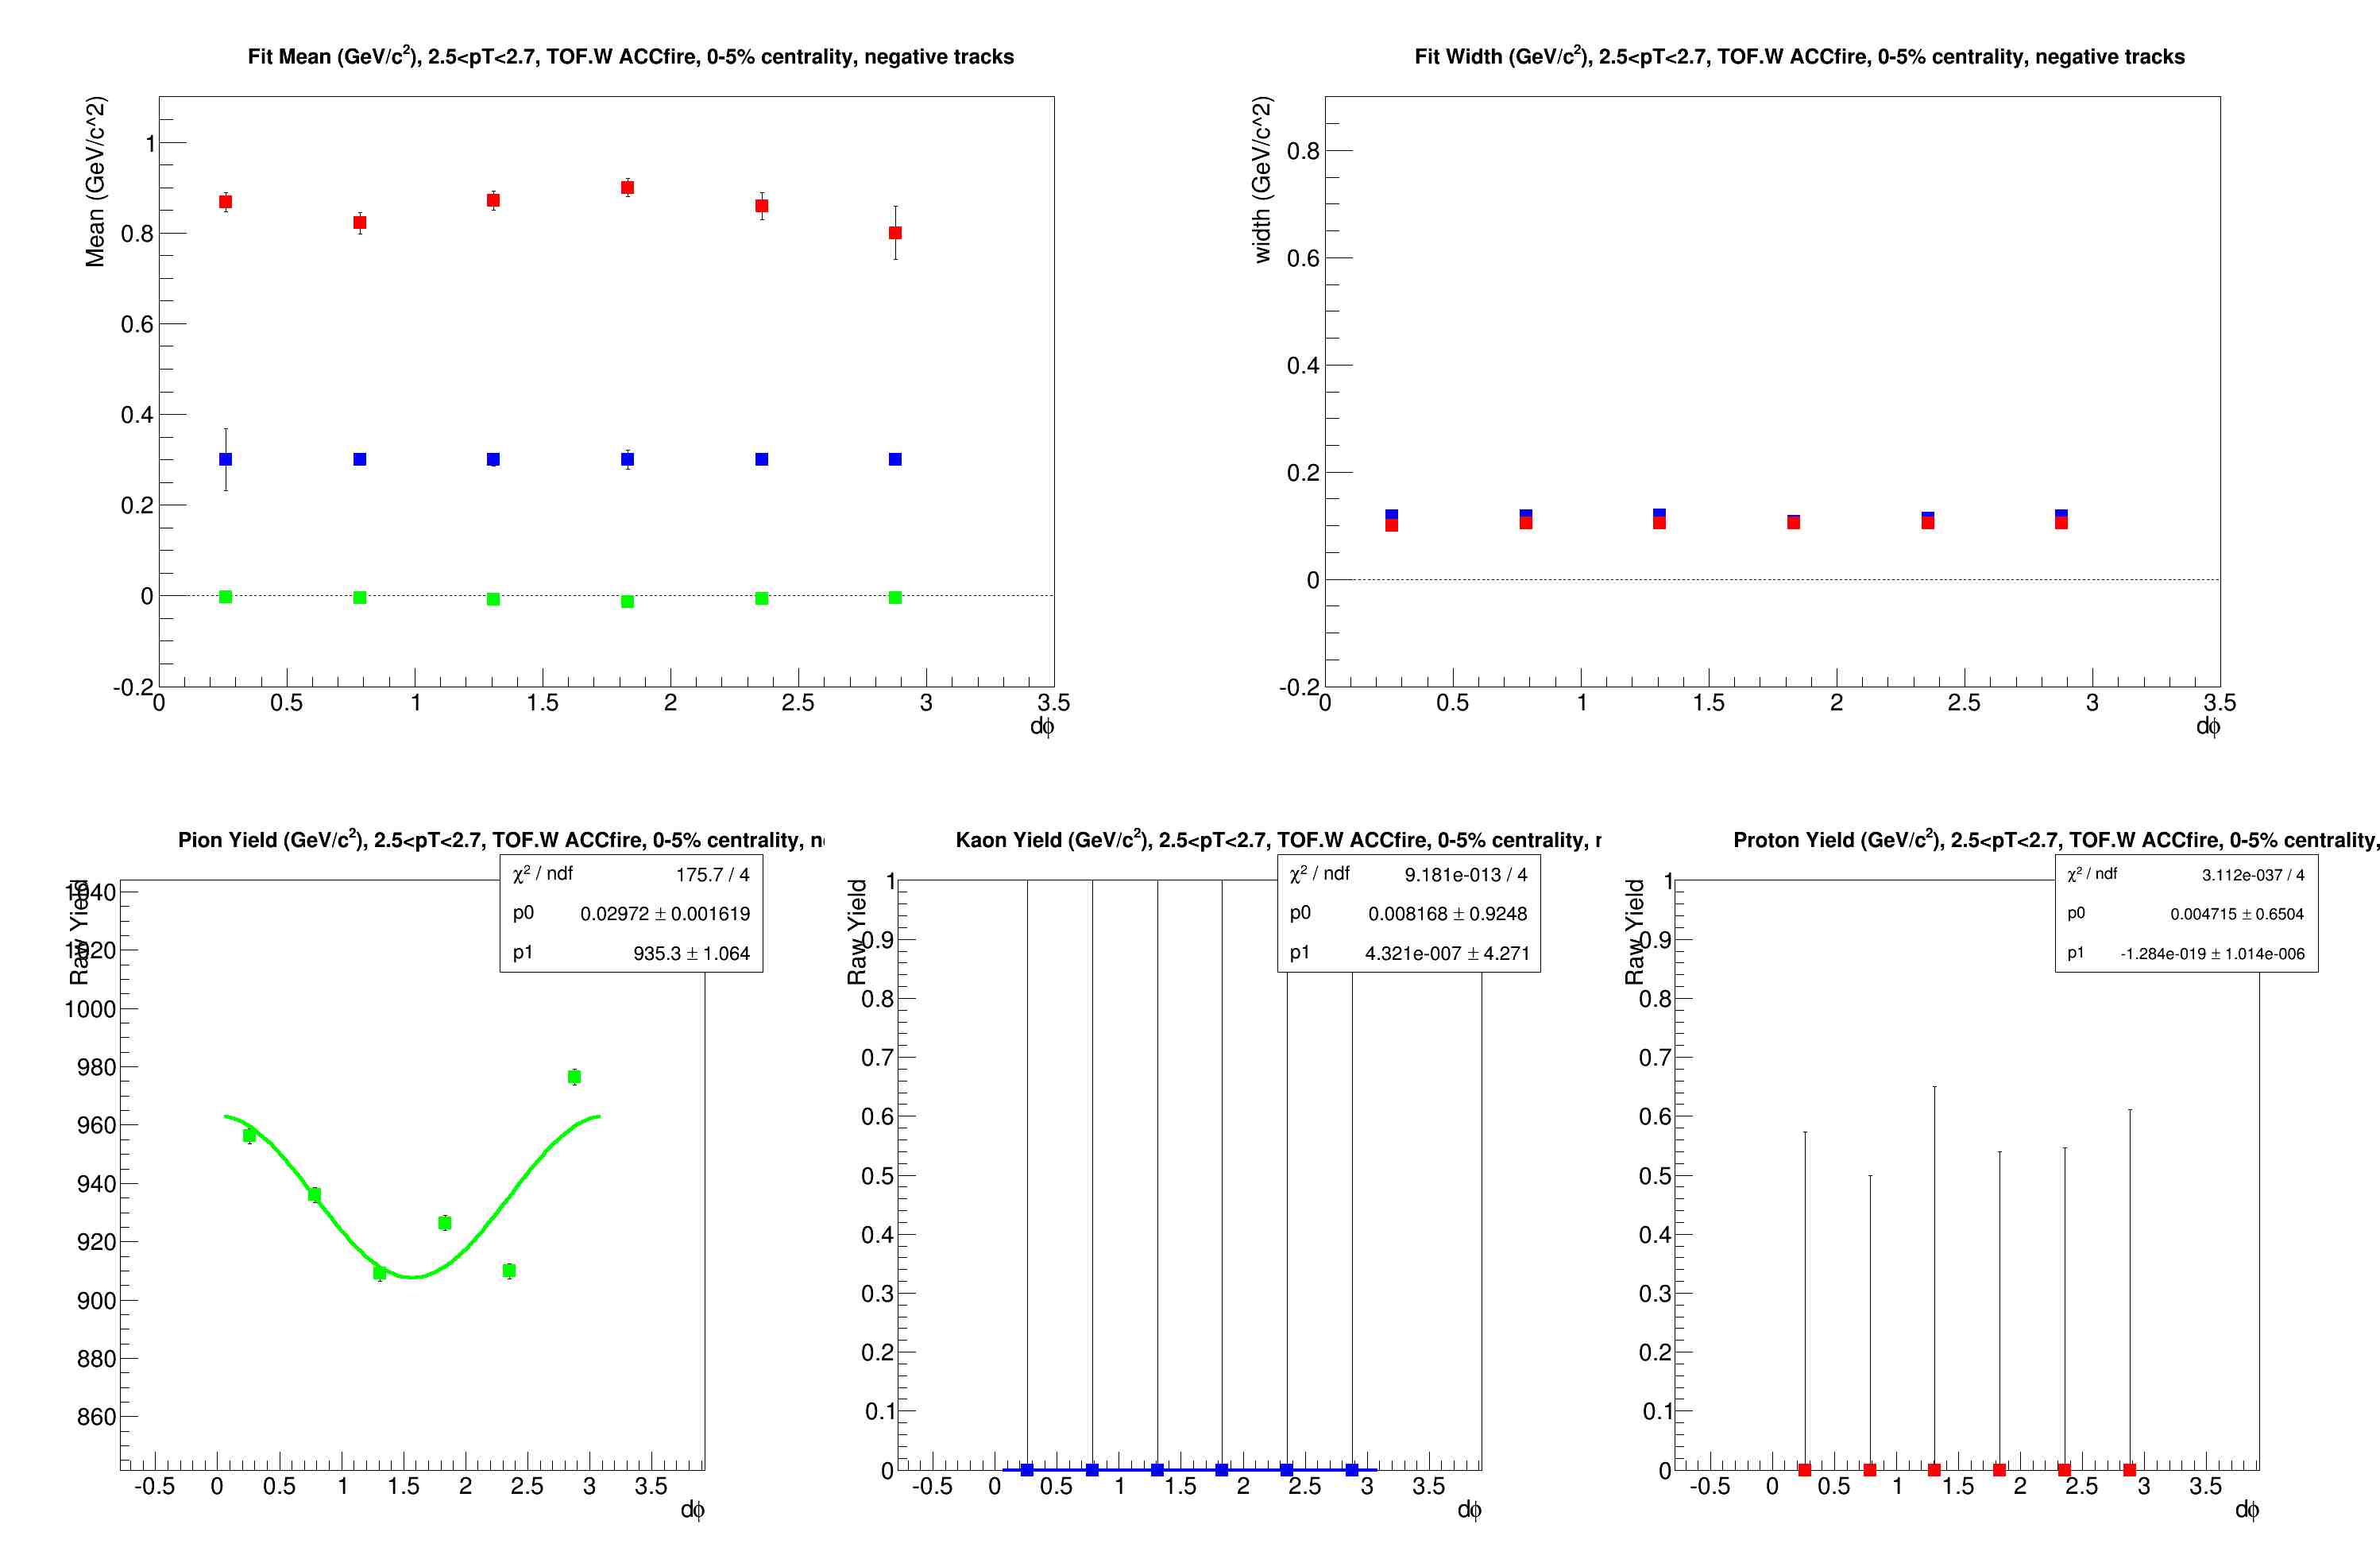 Fit Mean (GeV/c²), 2.5<pT<2.7, TOF.W ACCfire, 0-5% centrality, negative tracks
Mean (GeV/c^2)
1
0.8
0.6
0.4
0.2
0
-0.2
0 0.5 1 1.5 2 2.5 3 3.5
dϕ
Fit Width (GeV/c²), 2.5<pT<2.7, TOF.W ACCfire, 0-5% centrality, negative tracks
width (GeV/c^2)
0.8
0.6
0.4
0.2
0
-0.2
0 0.5 1 1.5 2 2.5 3 3.5
dϕ
Pion Yield (GeV/c²), 2.5<pT<2.7, TOF.W ACCfire, 0-5% centrality,
χ² / ndf 175.7 / 4
p0 0.02972 ± 0.001619
p1 935.3 ± 1.064
Raw Yield
1040
1020
1000
980
960
940
920
900
880
860
-0.5 0 0.5 1 1.5 2 2.5 3 3.5
dϕ
Kaon Yield (GeV/c²), 2.5<pT<2.7, TOF.W ACCfire, 0-5% centrality,
χ² / ndf 9.181e-013 / 4
p0 0.008168 ± 0.9248
p1 4.321e-007 ± 4.271
Raw Yield
1
0.9
0.8
0.7
0.6
0.5
0.4
0.3
0.2
0.1
0
-0.5 0 0.5 1 1.5 2 2.5 3 3.5
dϕ
Proton Yield (GeV/c²), 2.5<pT<2.7, TOF.W ACCfire, 0-5% centrality,
χ² / ndf 3.112e-037 / 4
p0 0.004715 ± 0.6504
p1 -1.284e-019 ± 1.014e-006
Raw Yield
1
0.9
0.8
0.7
0.6
0.5
0.4
0.3
0.2
0.1
0
-0.5 0 0.5 1 1.5 2 2.5 3 3.5
dϕ